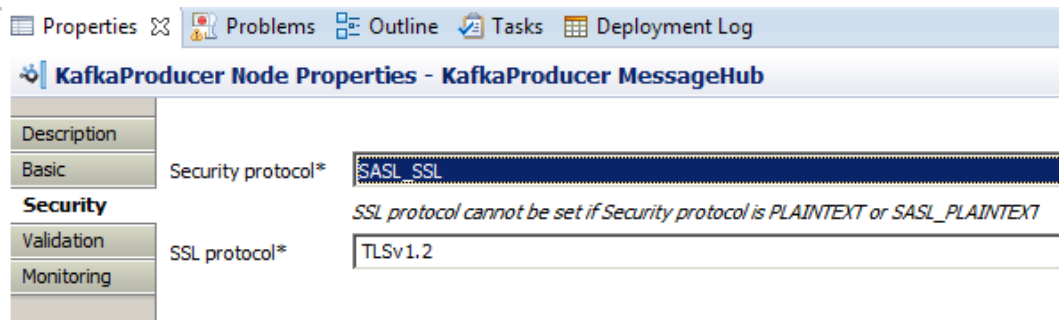 Properties Problems Outline Tasks Deployment Log
KafkaProducer Node Properties - KafkaProducer MessageHub
Description
Basic
Security
Validation
Monitoring
Security protocol* SASL_SSL
SSL protocol cannot be set if Security protocol is PLAINTEXT or SASL_PLAINTEXT
SSL protocol* TLSv1.2